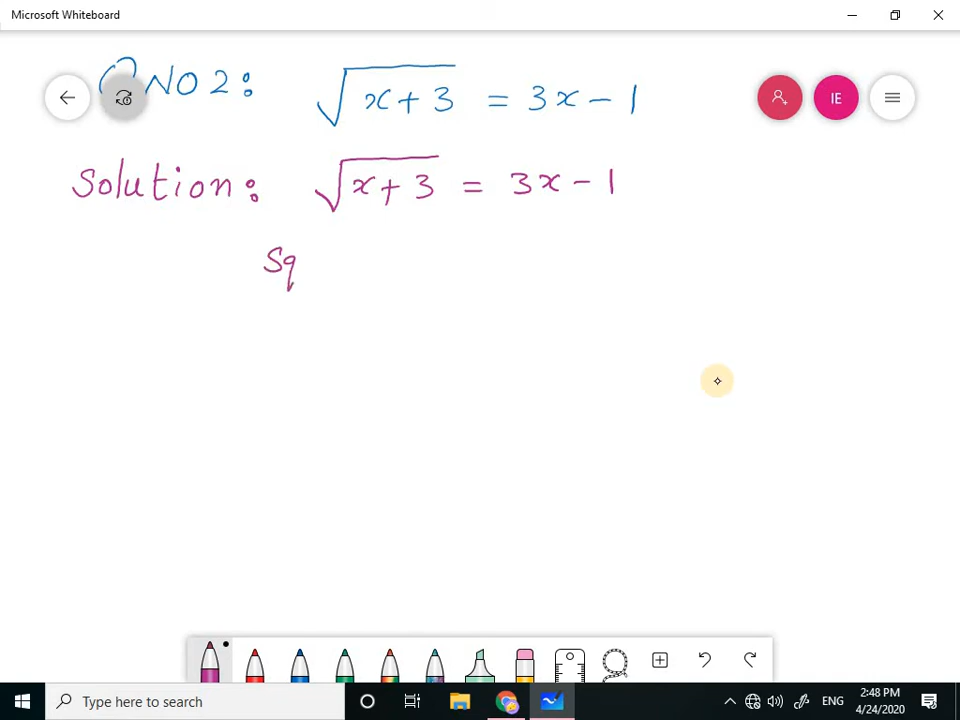 Microsoft Whiteboard
Q NO 2: √(x+3) = 3x - 1
IE
Solution: √(x+3) = 3x - 1
Sq
Type here to search
ENG
2:48 PM
4/24/2020